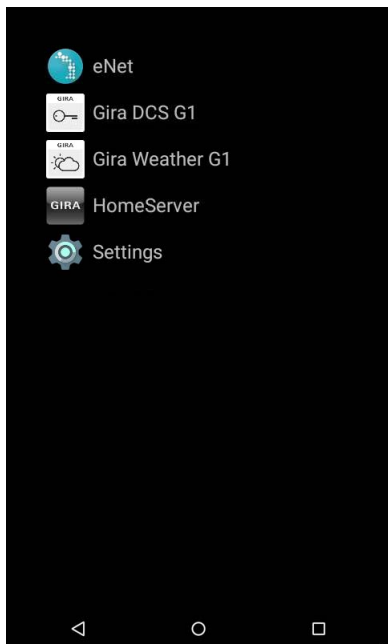 eNet
GIRA
Gira DCS G1
GIRA
Gira Weather G1
GIRA
HomeServer
Settings